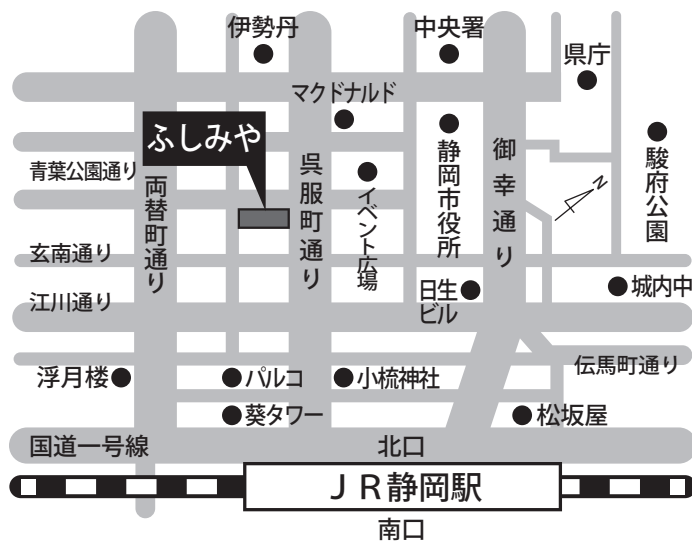 伊勢丹
中央署
県庁
マクドナルド
ふしみや
静岡市役所
御幸通り
駿府公園
青葉公園通り
呉服町通り
両替町通り
イベント広場
N
玄南通り
城内中
江川通り
日生
ビル
伝馬町通り
浮月楼
パルコ
小梳神社
葵タワー
松坂屋
国道一号線
北口
ＪＲ静岡駅
南口